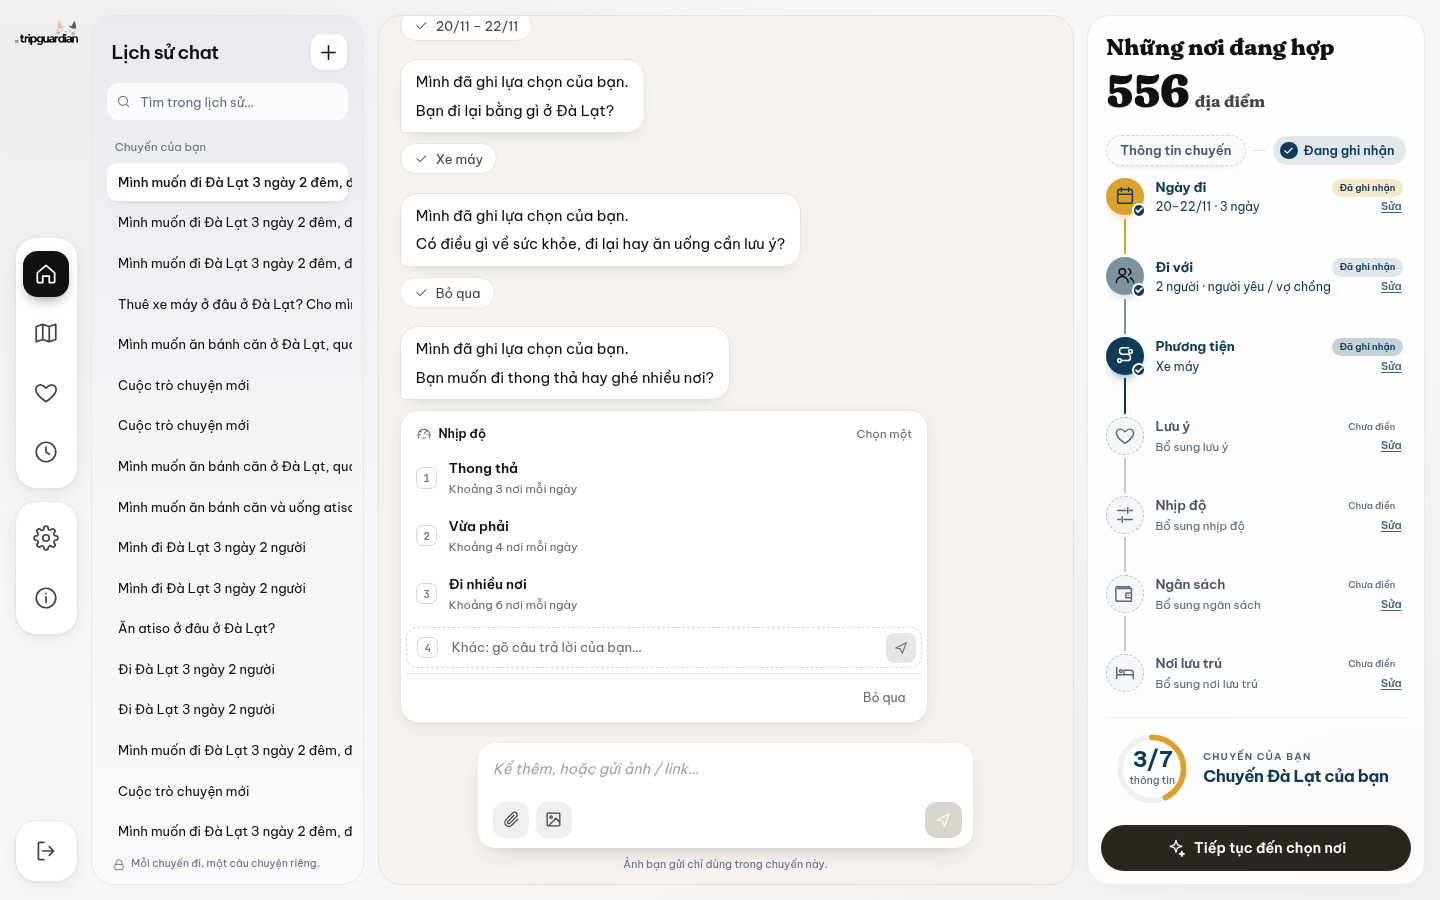 tripguardian
Lịch sử chat
Tìm trong lịch sử...
Chuyến của bạn
Mình muốn đi Đà Lạt 3 ngày 2 đêm, đ
Mình muốn đi Đà Lạt 3 ngày 2 đêm, đ
Mình muốn đi Đà Lạt 3 ngày 2 đêm, đ
Thuê xe máy ở đâu ở Đà Lạt? Cho mìn
Mình muốn ăn bánh căn ở Đà Lạt, quá
Cuộc trò chuyện mới
Cuộc trò chuyện mới
Mình muốn ăn bánh căn ở Đà Lạt, quá
Mình muốn ăn bánh căn và uống atiso
Mình đi Đà Lạt 3 ngày 2 người
Mình đi Đà Lạt 3 ngày 2 người
Ăn atiso ở đâu ở Đà Lạt?
Đi Đà Lạt 3 ngày 2 người
Đi Đà Lạt 3 ngày 2 người
Mình muốn đi Đà Lạt 3 ngày 2 đêm, đ
Cuộc trò chuyện mới
Mình muốn đi Đà Lạt 3 ngày 2 đêm, đ
Mỗi chuyến đi, một câu chuyện riêng.
20/11 – 22/11
Mình đã ghi lựa chọn của bạn.
Bạn đi lại bằng gì ở Đà Lạt?
Xe máy
Mình đã ghi lựa chọn của bạn.
Có điều gì về sức khỏe, đi lại hay ăn uống cần lưu ý?
Bỏ qua
Mình đã ghi lựa chọn của bạn.
Bạn muốn đi thong thả hay ghé nhiều nơi?
Nhịp độ Chọn một
1 Thong thả
Khoảng 3 nơi mỗi ngày
2 Vừa phải
Khoảng 4 nơi mỗi ngày
3 Đi nhiều nơi
Khoảng 6 nơi mỗi ngày
4 Khác: gõ câu trả lời của bạn...
Bỏ qua
Kể thêm, hoặc gửi ảnh / link...
Ảnh bạn gửi chỉ dùng trong chuyến này.
Những nơi đang hợp
556 địa điểm
Thông tin chuyến Đang ghi nhận
Ngày đi Đã ghi nhận
20–22/11 · 3 ngày Sửa
Đi với Đã ghi nhận
2 người · người yêu / vợ chồng Sửa
Phương tiện Đã ghi nhận
Xe máy Sửa
Lưu ý Chưa điền
Bổ sung lưu ý Sửa
Nhịp độ Chưa điền
Bổ sung nhịp độ Sửa
Ngân sách Chưa điền
Bổ sung ngân sách Sửa
Nơi lưu trú Chưa điền
Bổ sung nơi lưu trú Sửa
3/7
thông tin
CHUYẾN CỦA BẠN
Chuyến Đà Lạt của bạn
Tiếp tục đến chọn nơi